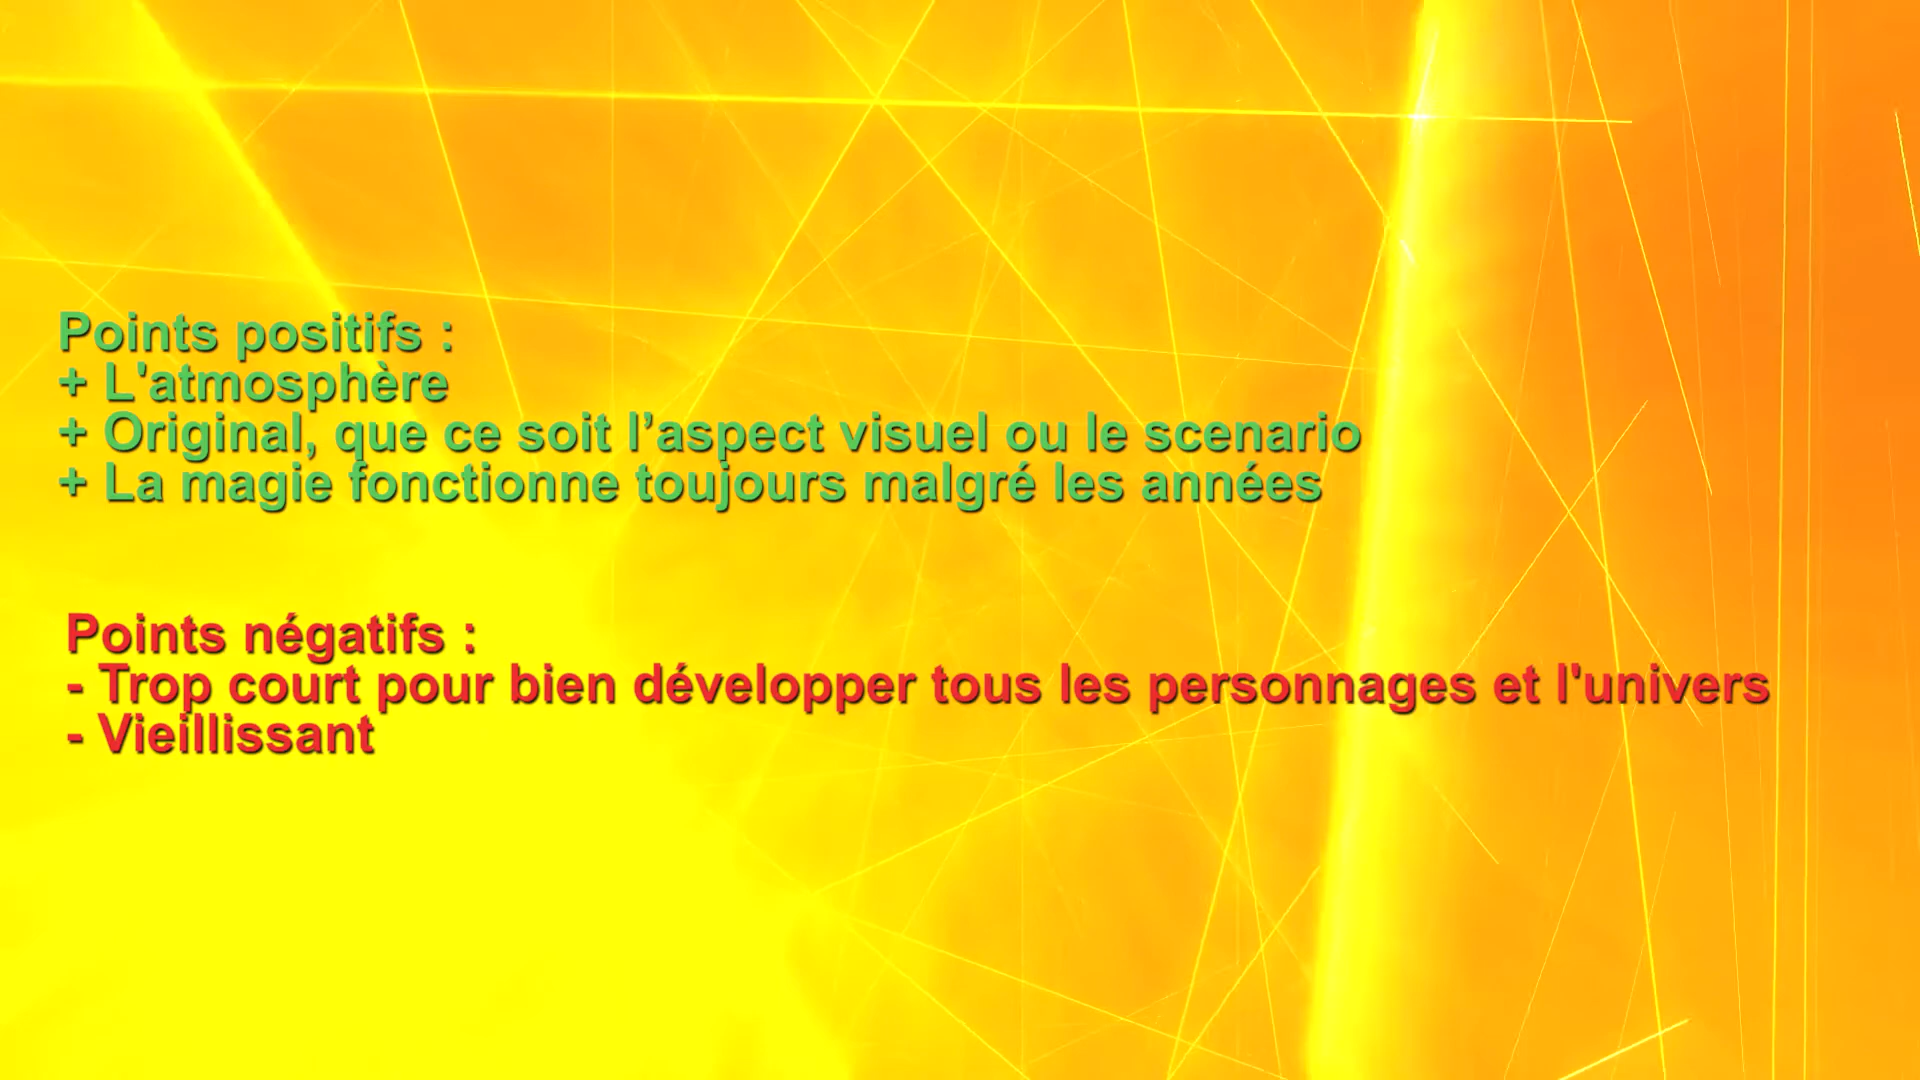 Points positifs :
+ L'atmosphère
+ Original, que ce soit l’aspect visuel ou le scenario
+ La magie fonctionne toujours malgré les années
Points négatifs :
- Trop court pour bien développer tous les personnages et l'univers
- Vieillissant